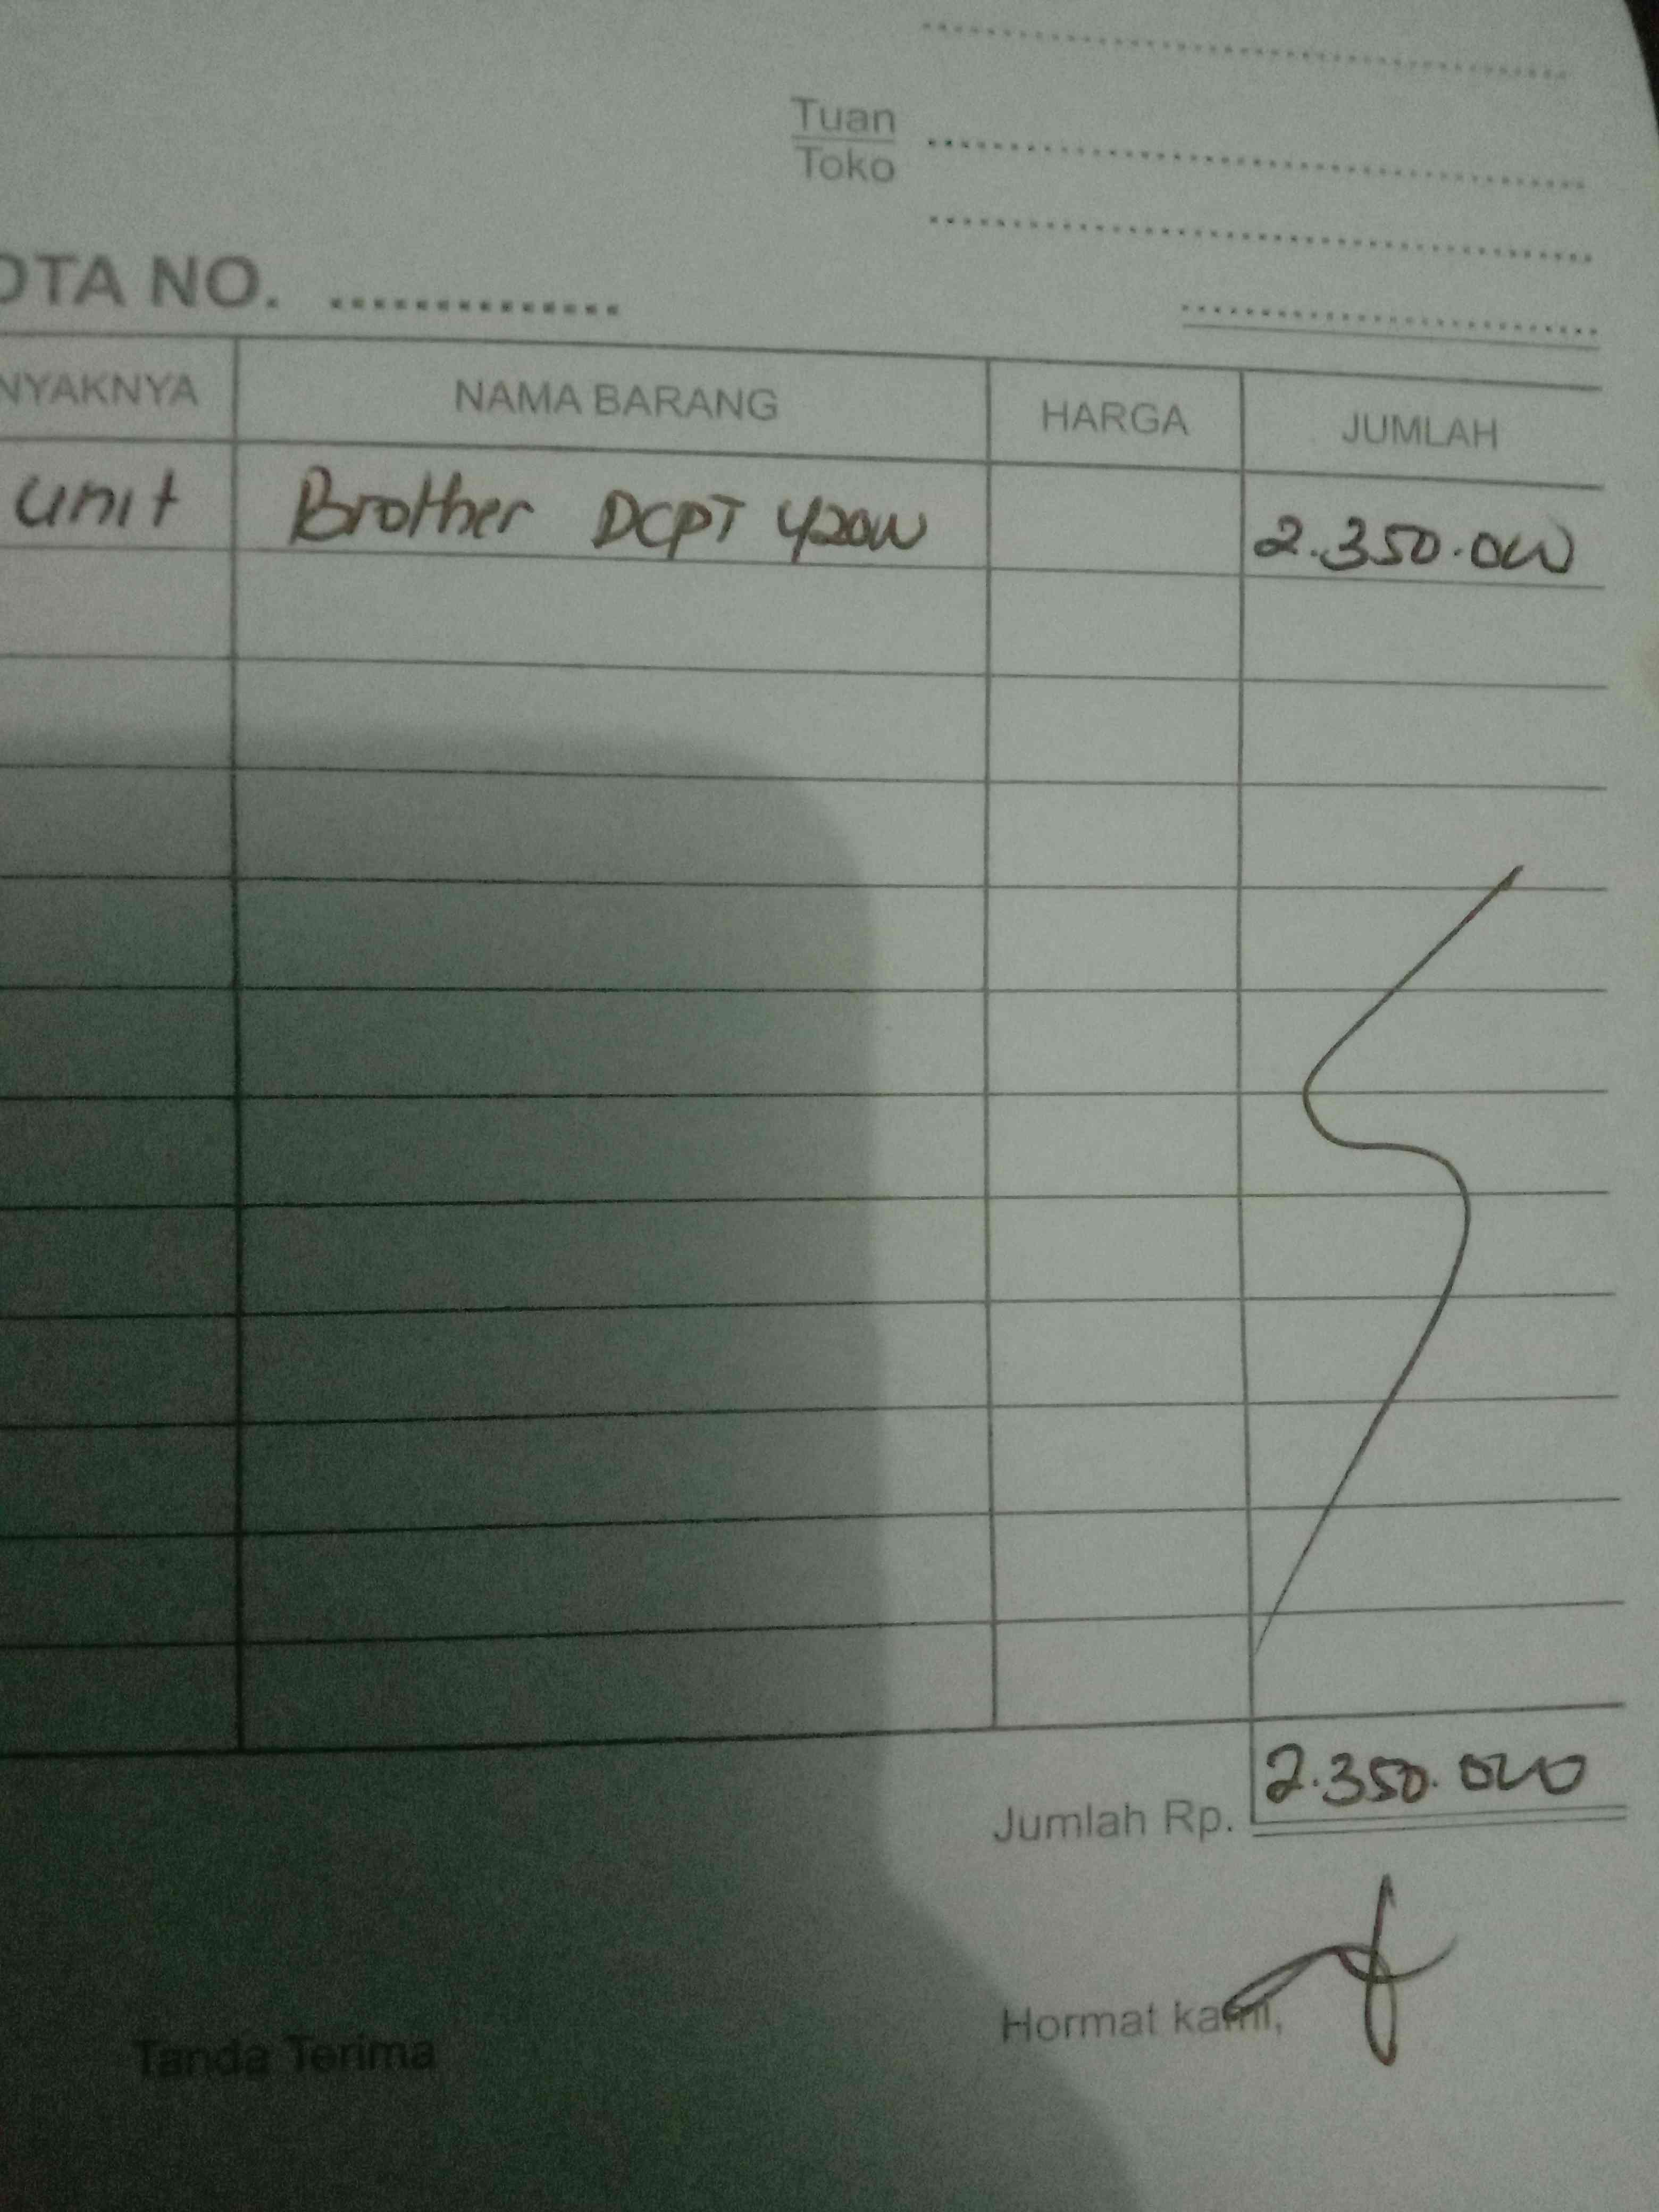 Tuan
Toko
OTA NO. ..............
NYAKNYA NAMA BARANG HARGA JUMLAH
unit Brother DCPT 420W 2.350.000
Jumlah Rp. 2.350.000
Tanda Terima Hormat kami,